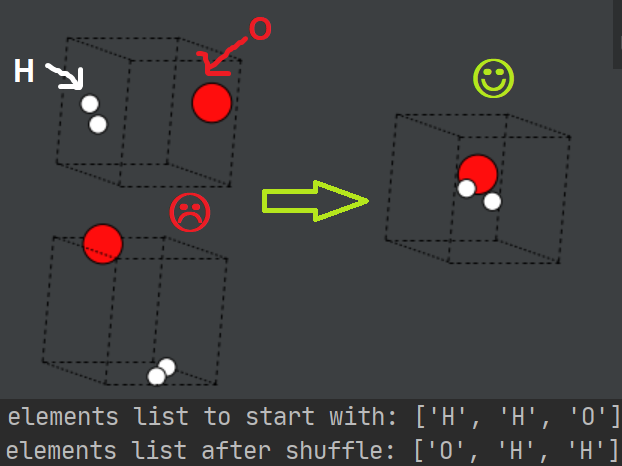 O
H
elements list to start with: ['H', 'H', 'O']
elements list after shuffle: ['O', 'H', 'H']